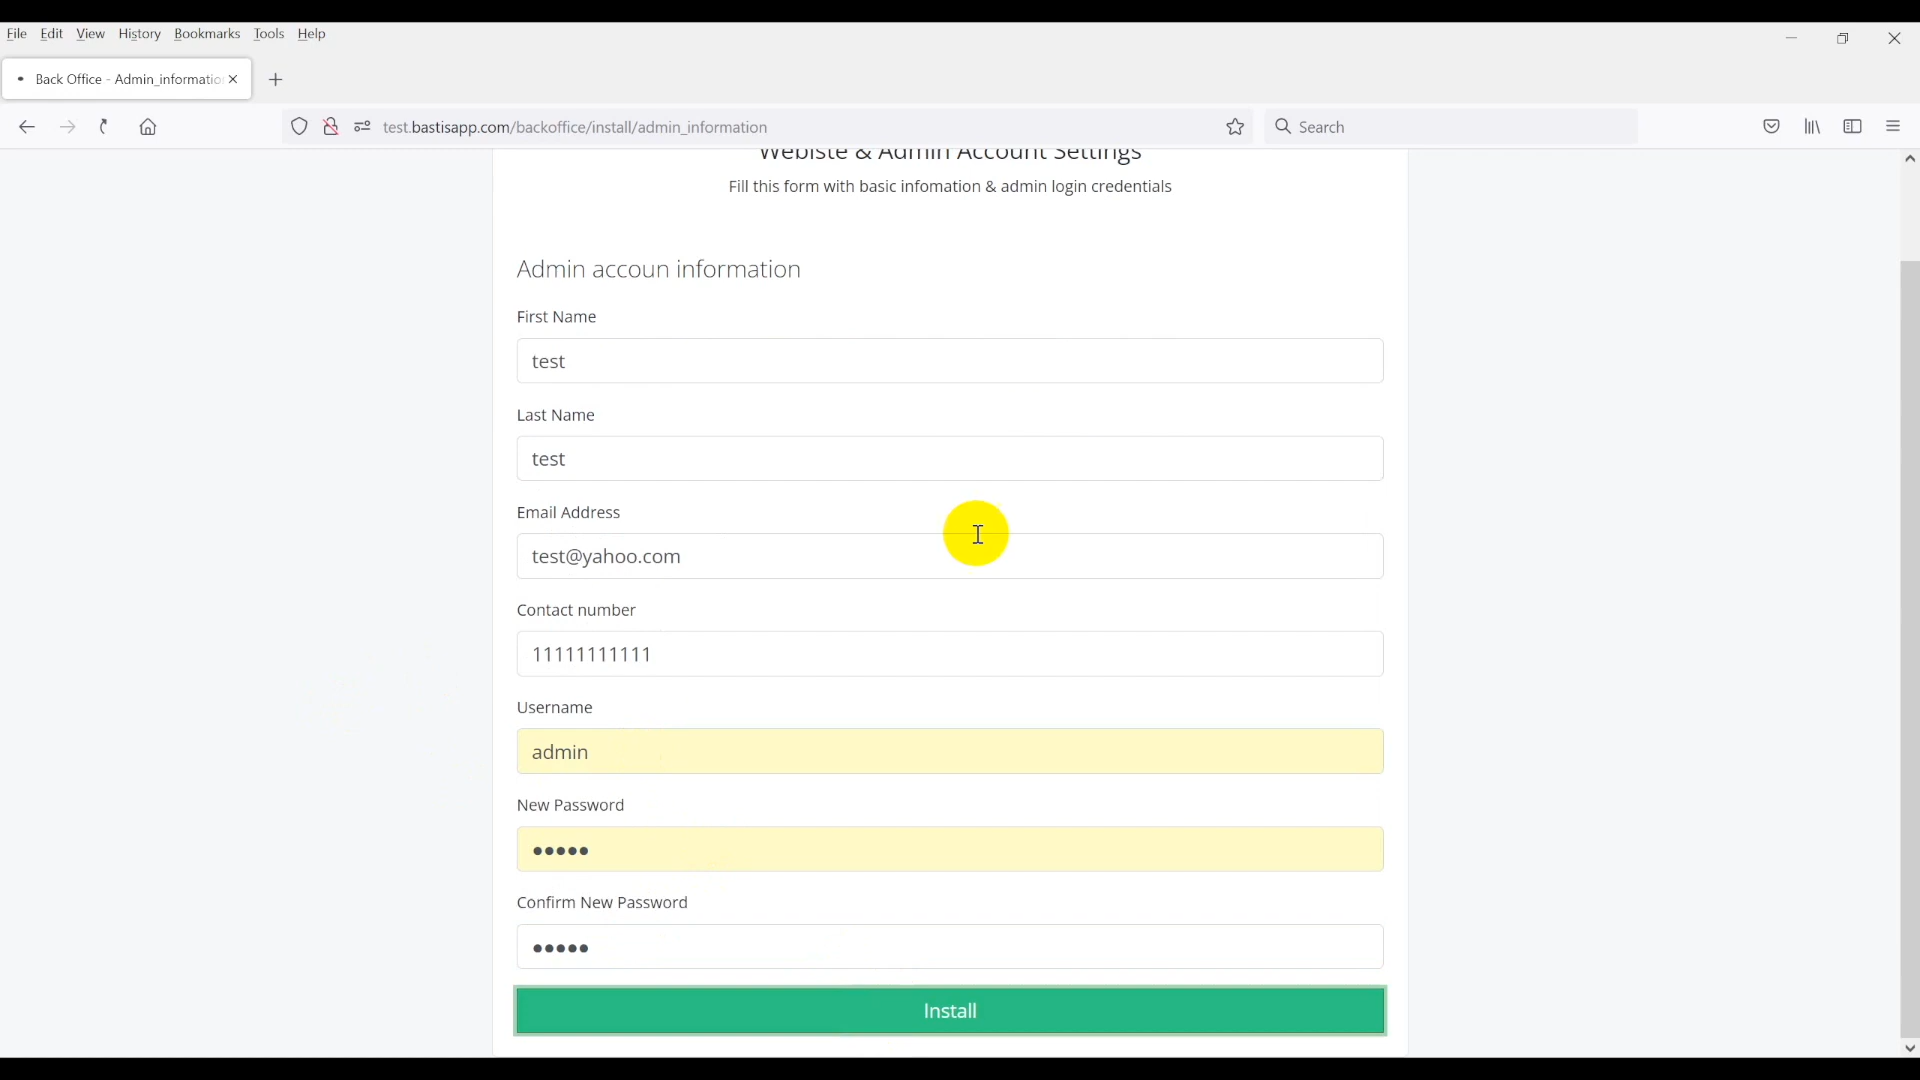 File Edit View History Bookmarks Tools Help
Back Office - Admin_informatio
test.bastisapp.com/backoffice/install/admin_information
Search
Webiste & Admin Account Settings
Fill this form with basic infomation & admin login credentials
Admin accoun information
First Name
test
Last Name
test
Email Address
test@yahoo.com
Contact number
11111111111
Username
admin
New Password
•••••
Confirm New Password
•••••
Install